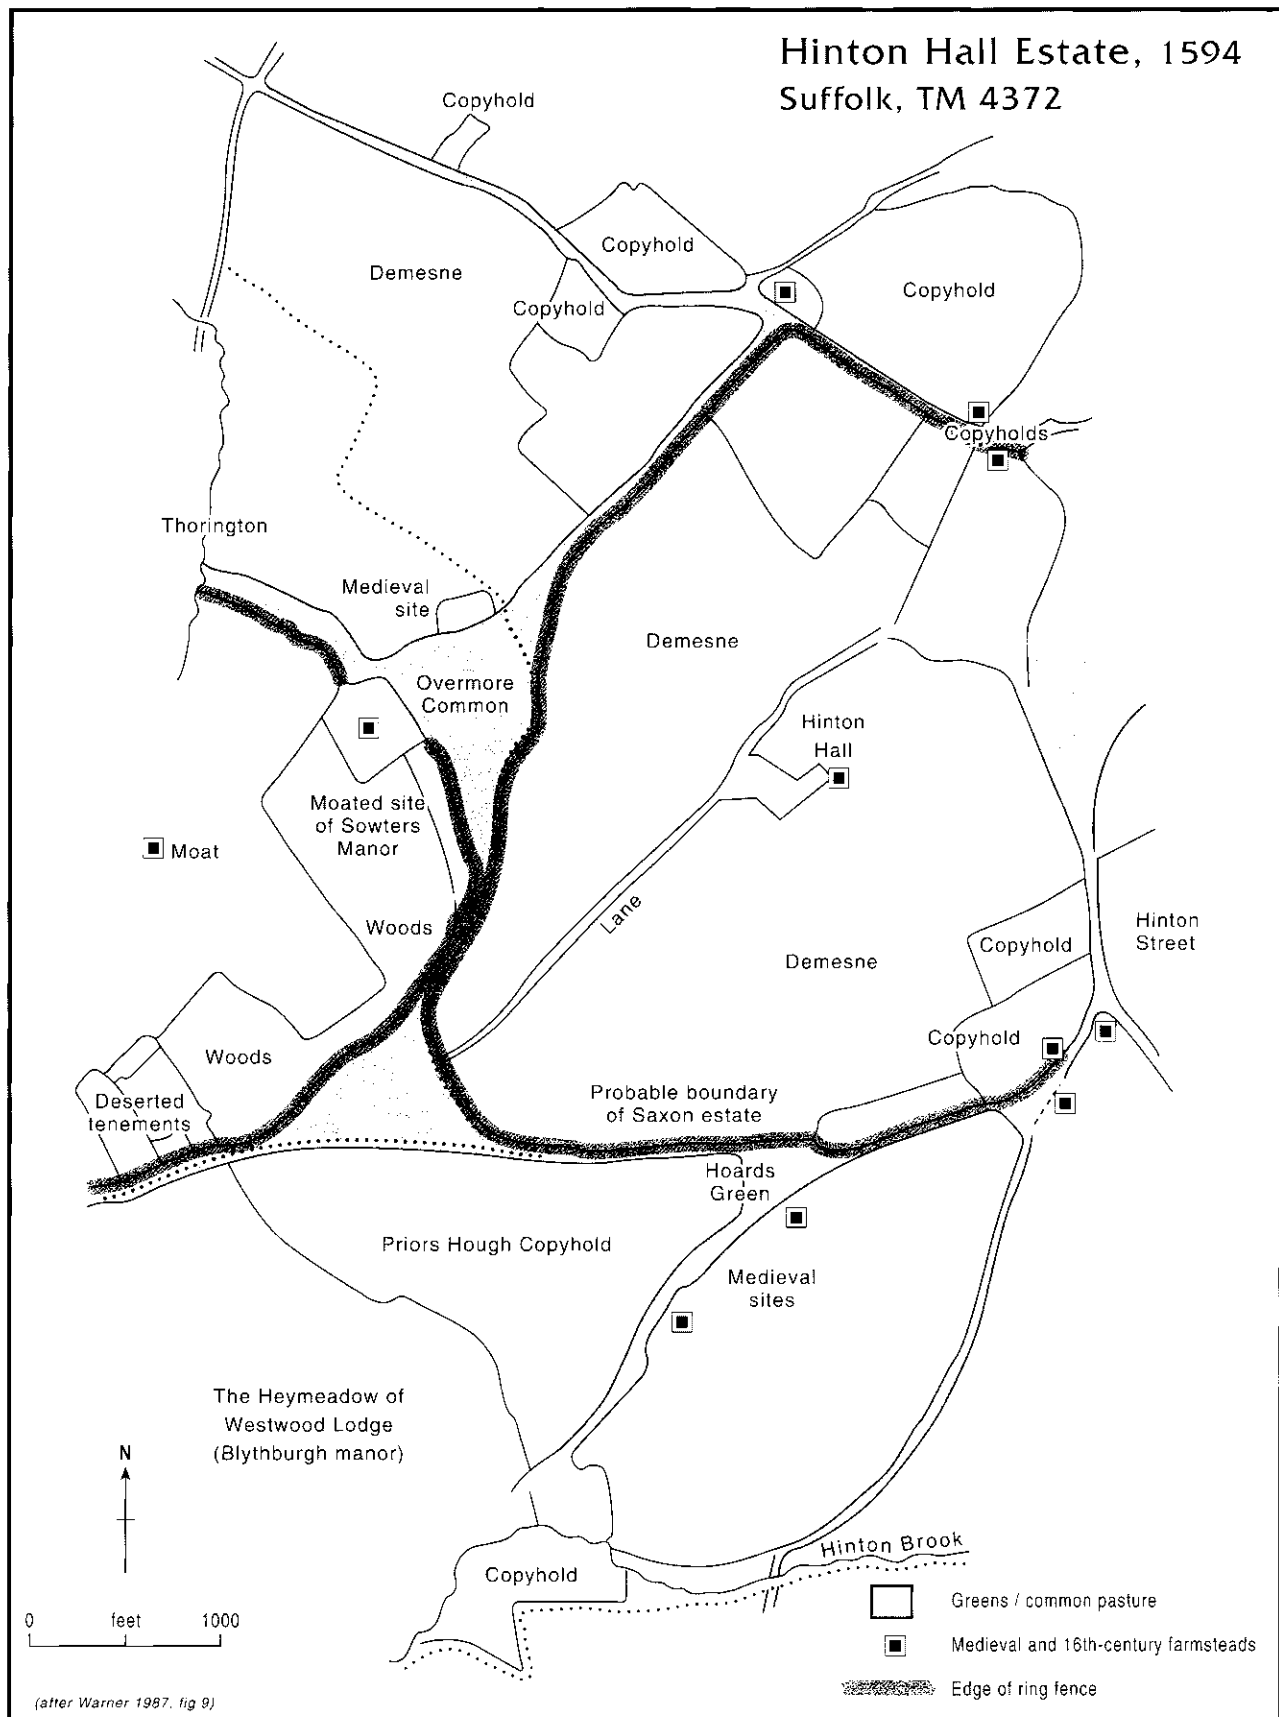 Hinton Hall Estate, 1594
Suffolk, TM 4372
Copyhold
Copyhold
Demesne
Copyhold
Copyhold
Copyholds
Thorington
Medieval
site
Demesne
Overmore
Common
Hinton
Hall
Moated site
of Sowters
Manor
Moat
Lane
Woods
Hinton
Street
Copyhold
Demesne
Copyhold
Woods
Probable boundary
of Saxon estate
Deserted
tenements
Hoards
Green
Priors Hough Copyhold
Medieval
sites
The Heymeadow of
Westwood Lodge
(Blythburgh manor)
N
Hinton Brook
Copyhold
0 feet 1000
Greens / common pasture
Medieval and 16th-century farmsteads
Edge of ring fence
(after Warner 1987, fig 9)